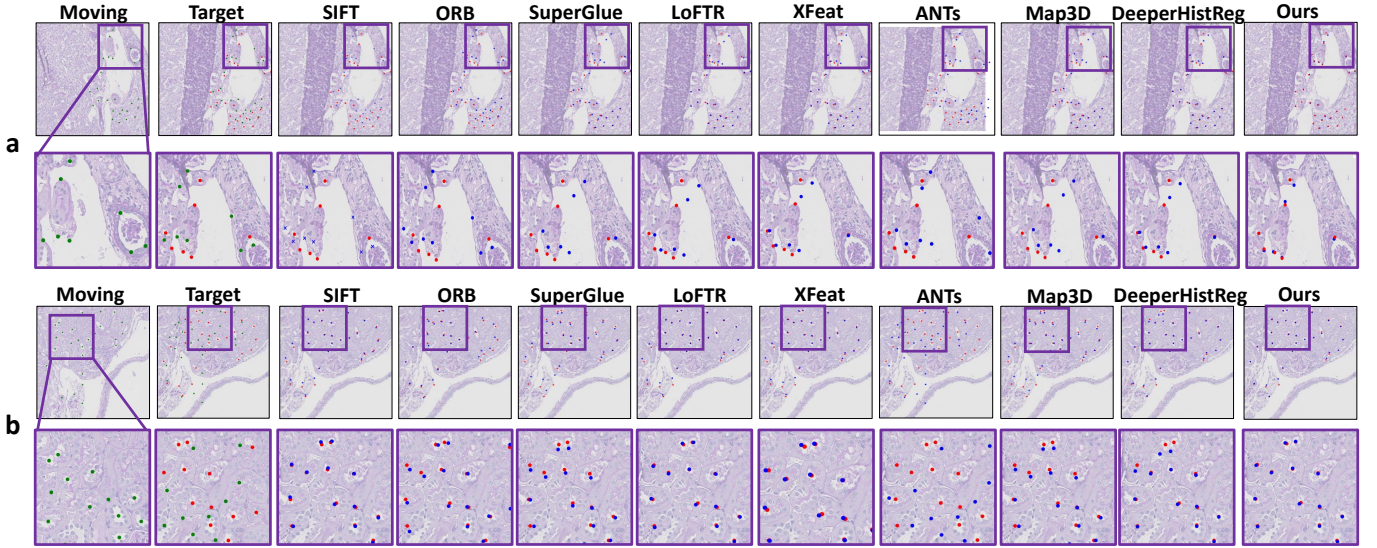 Moving Target SIFT ORB SuperGlue LoFTR XFeat ANTs Map3D DeeperHistReg Ours
a
Moving Target SIFT ORB SuperGlue LoFTR XFeat ANTs Map3D DeeperHistReg Ours
b